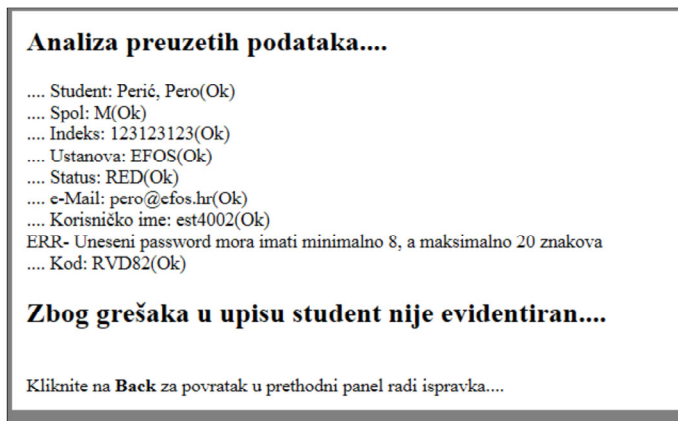 Analiza preuzetih podataka....
.... Student: Perić, Pero(Ok)
.... Spol: M(Ok)
.... Indeks: 123123123(Ok)
.... Ustanova: EFOS(Ok)
.... Status: RED(Ok)
.... e-Mail: pero@efos.hr(Ok)
.... Korisničko ime: est4002(Ok)
ERR- Uneseni password mora imati minimalno 8, a maksimalno 20 znakova
.... Kod: RVD82(Ok)
Zbog grešaka u upisu student nije evidentiran....
Kliknite na Back za povratak u prethodni panel radi ispravka....